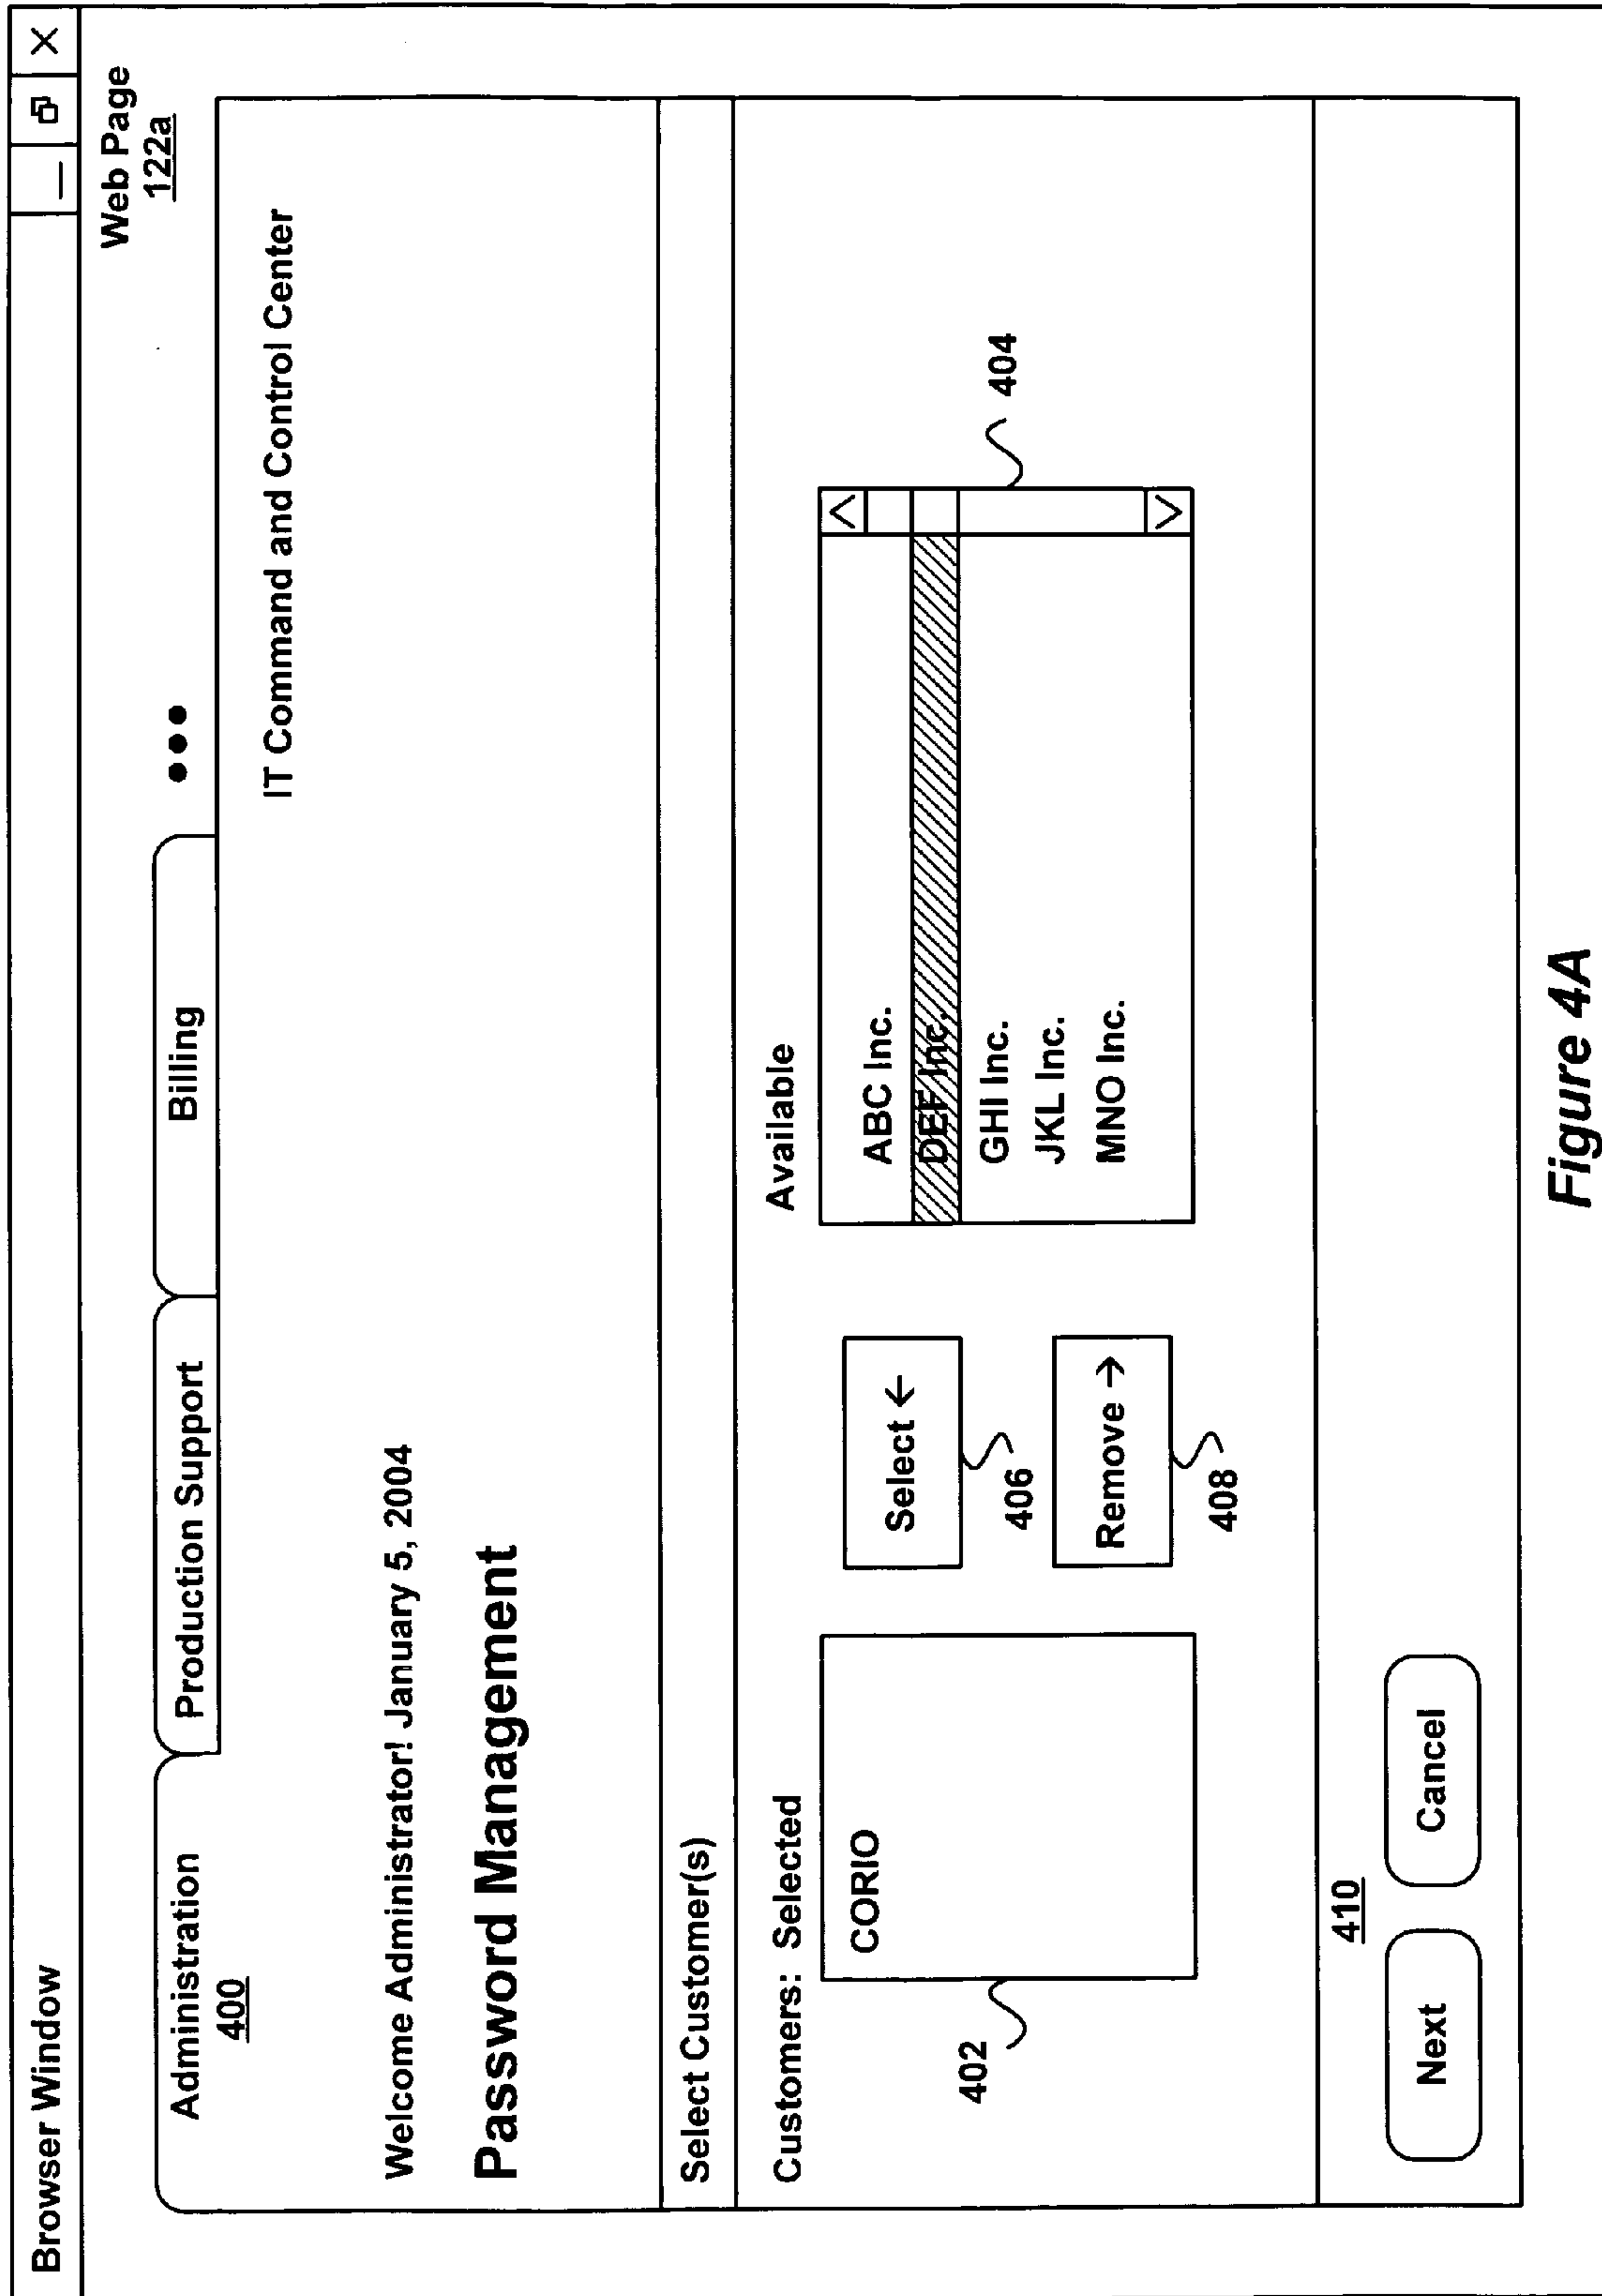 Browser Window
Web Page
122a
Administration
400
Production Support
Billing
IT Command and Control Center
Welcome Administrator! January 5, 2004
Password Management
Select Customer(s)
Customers: Selected
Available
CORIO
402
Select ←
406
Remove →
408
ABC Inc.
DEF Inc.
GHI Inc.
JKL Inc.
MNO Inc.
404
410
Next
Cancel
Figure 4A